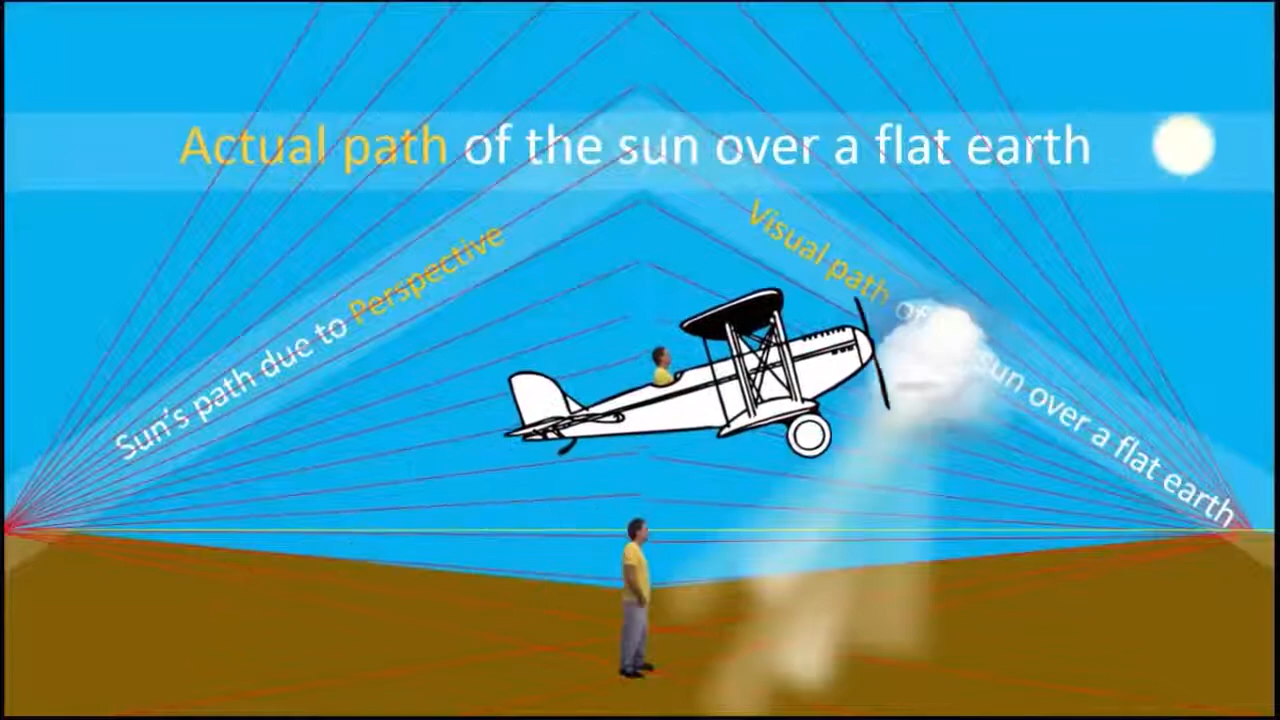 Actual path of the sun over a flat earth
Sun's path due to Perspective
Visual path of sun over a flat earth